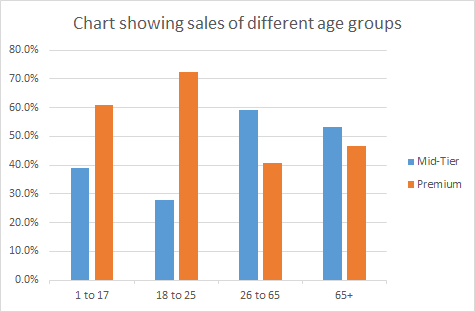 Chart showing sales of different age groups
80.0%
70.0%
60.0%
50.0%
40.0%
30.0%
20.0%
10.0%
0.0%
1 to 17 18 to 25 26 to 65 65+
Mid-Tier
Premium